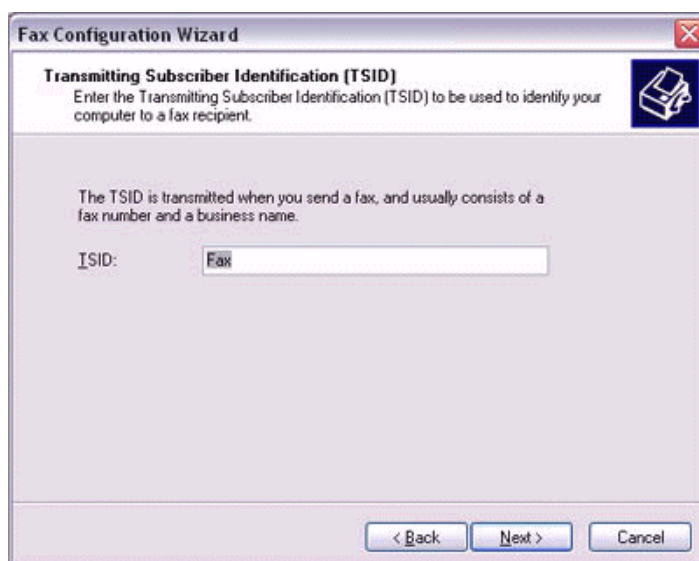 Fax Configuration Wizard
Transmitting Subscriber Identification (TSID)
Enter the Transmitting Subscriber Identification (TSID) to be used to identify your
computer to a fax recipient.
The TSID is transmitted when you send a fax, and usually consists of a
fax number and a business name.
TSID: Fax
< Back Next > Cancel